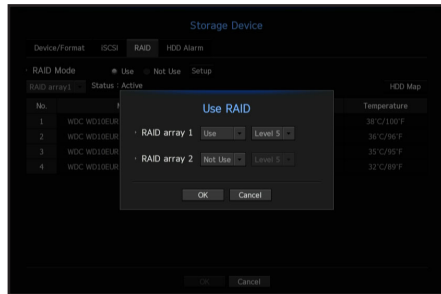 Storage Device
Device/Format ISCSI RAID HDD Alarm
RAID Mode Use Not Use Setup
RAID array1 Status : Active HDD Map
No. Temperature
Use RAID
1 WDC WD10EUR 38°C/100°F
RAID array 1 Use Level 5
2 WDC WD10EUR 36°C/96°F
RAID array 2 Not Use Level 5
3 WDC WD10EUR 35°C/95°F
4 WDC WD10EUR 32°C/89°F
OK Cancel
OK Cancel